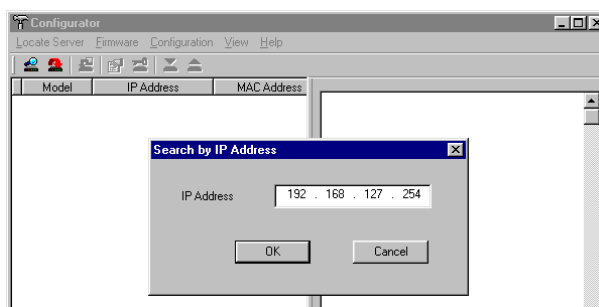 Configurator
Locate Server Firmware Configuration View Help
Model IP Address MAC Address
Search by IP Address
IP Address 192 . 168 . 127 . 254
OK Cancel